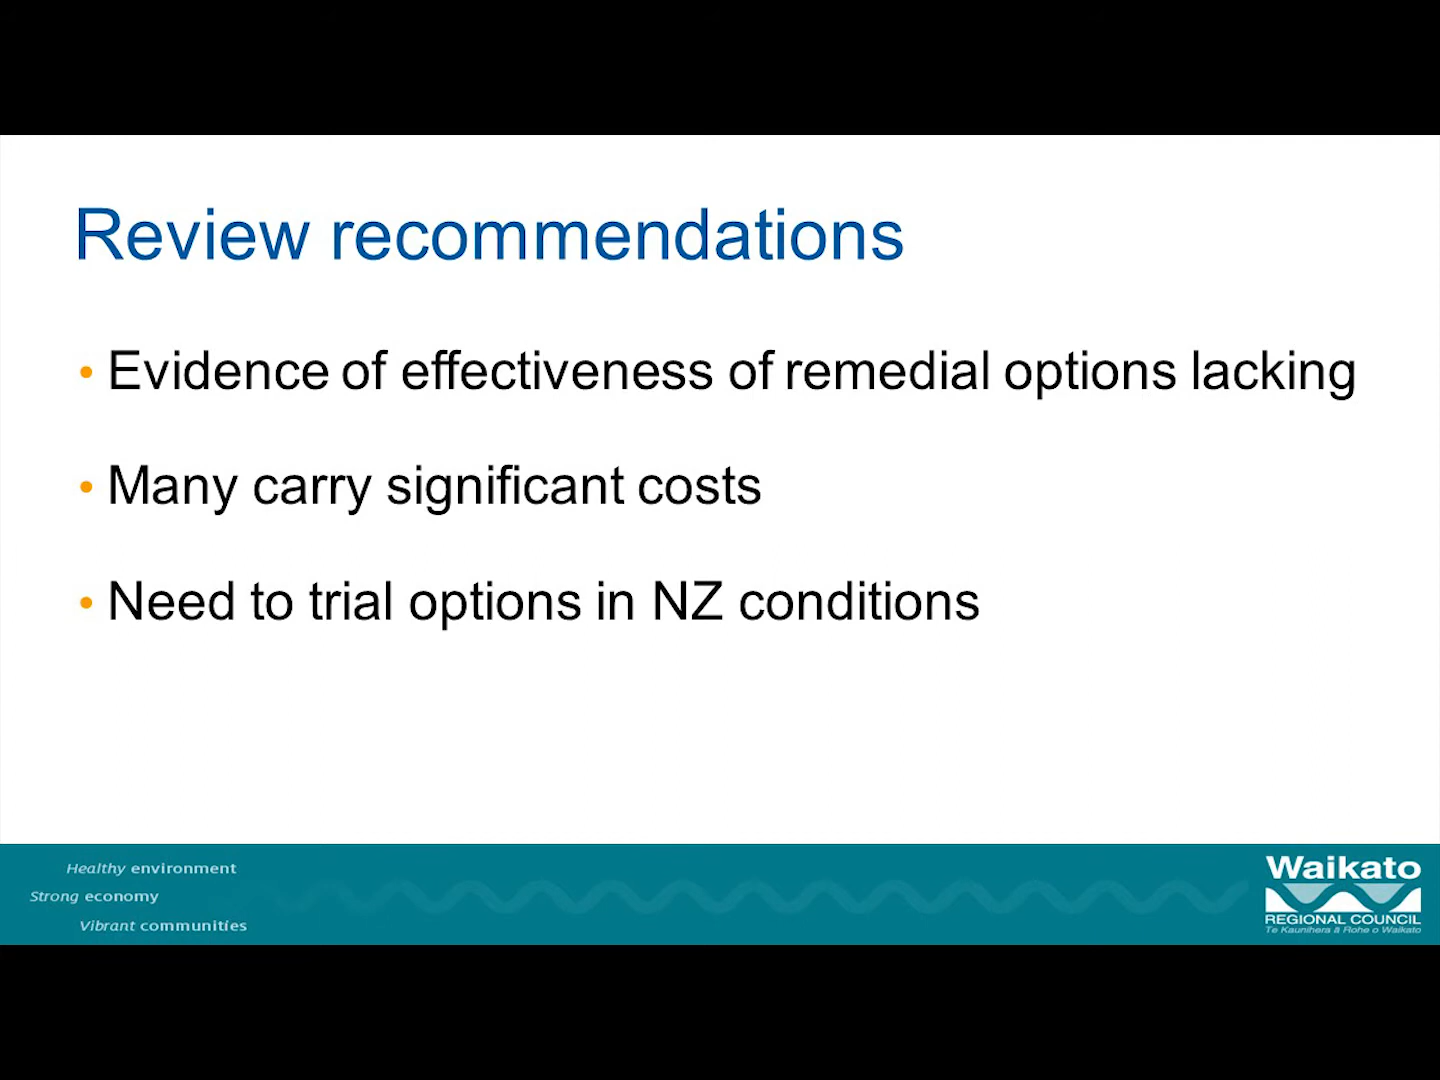 Review recommendations
• Evidence of effectiveness of remedial options lacking
• Many carry significant costs
• Need to trial options in NZ conditions
Healthy environment
Strong economy
Vibrant communities
Waikato
REGIONAL COUNCIL
Te Kaunihera ā Rohe o Waikato